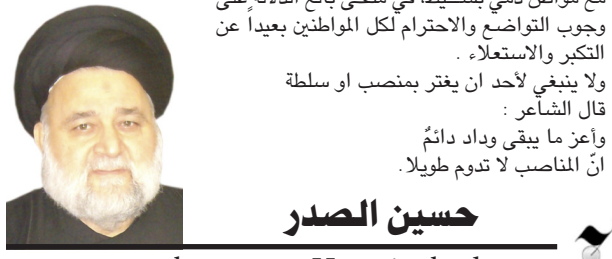 وجوب التواضع والاحترام لكل المواطنين بعيداً عن
التكبر والاستعلاء .
ولا ينبغي لأحد ان يغتر بمنصب او سلطة
قال الشاعر :
وأعز ما يبقى وداد دائمٌ
انّ المناصب لا تدوم طويلا.
حسين الصدر